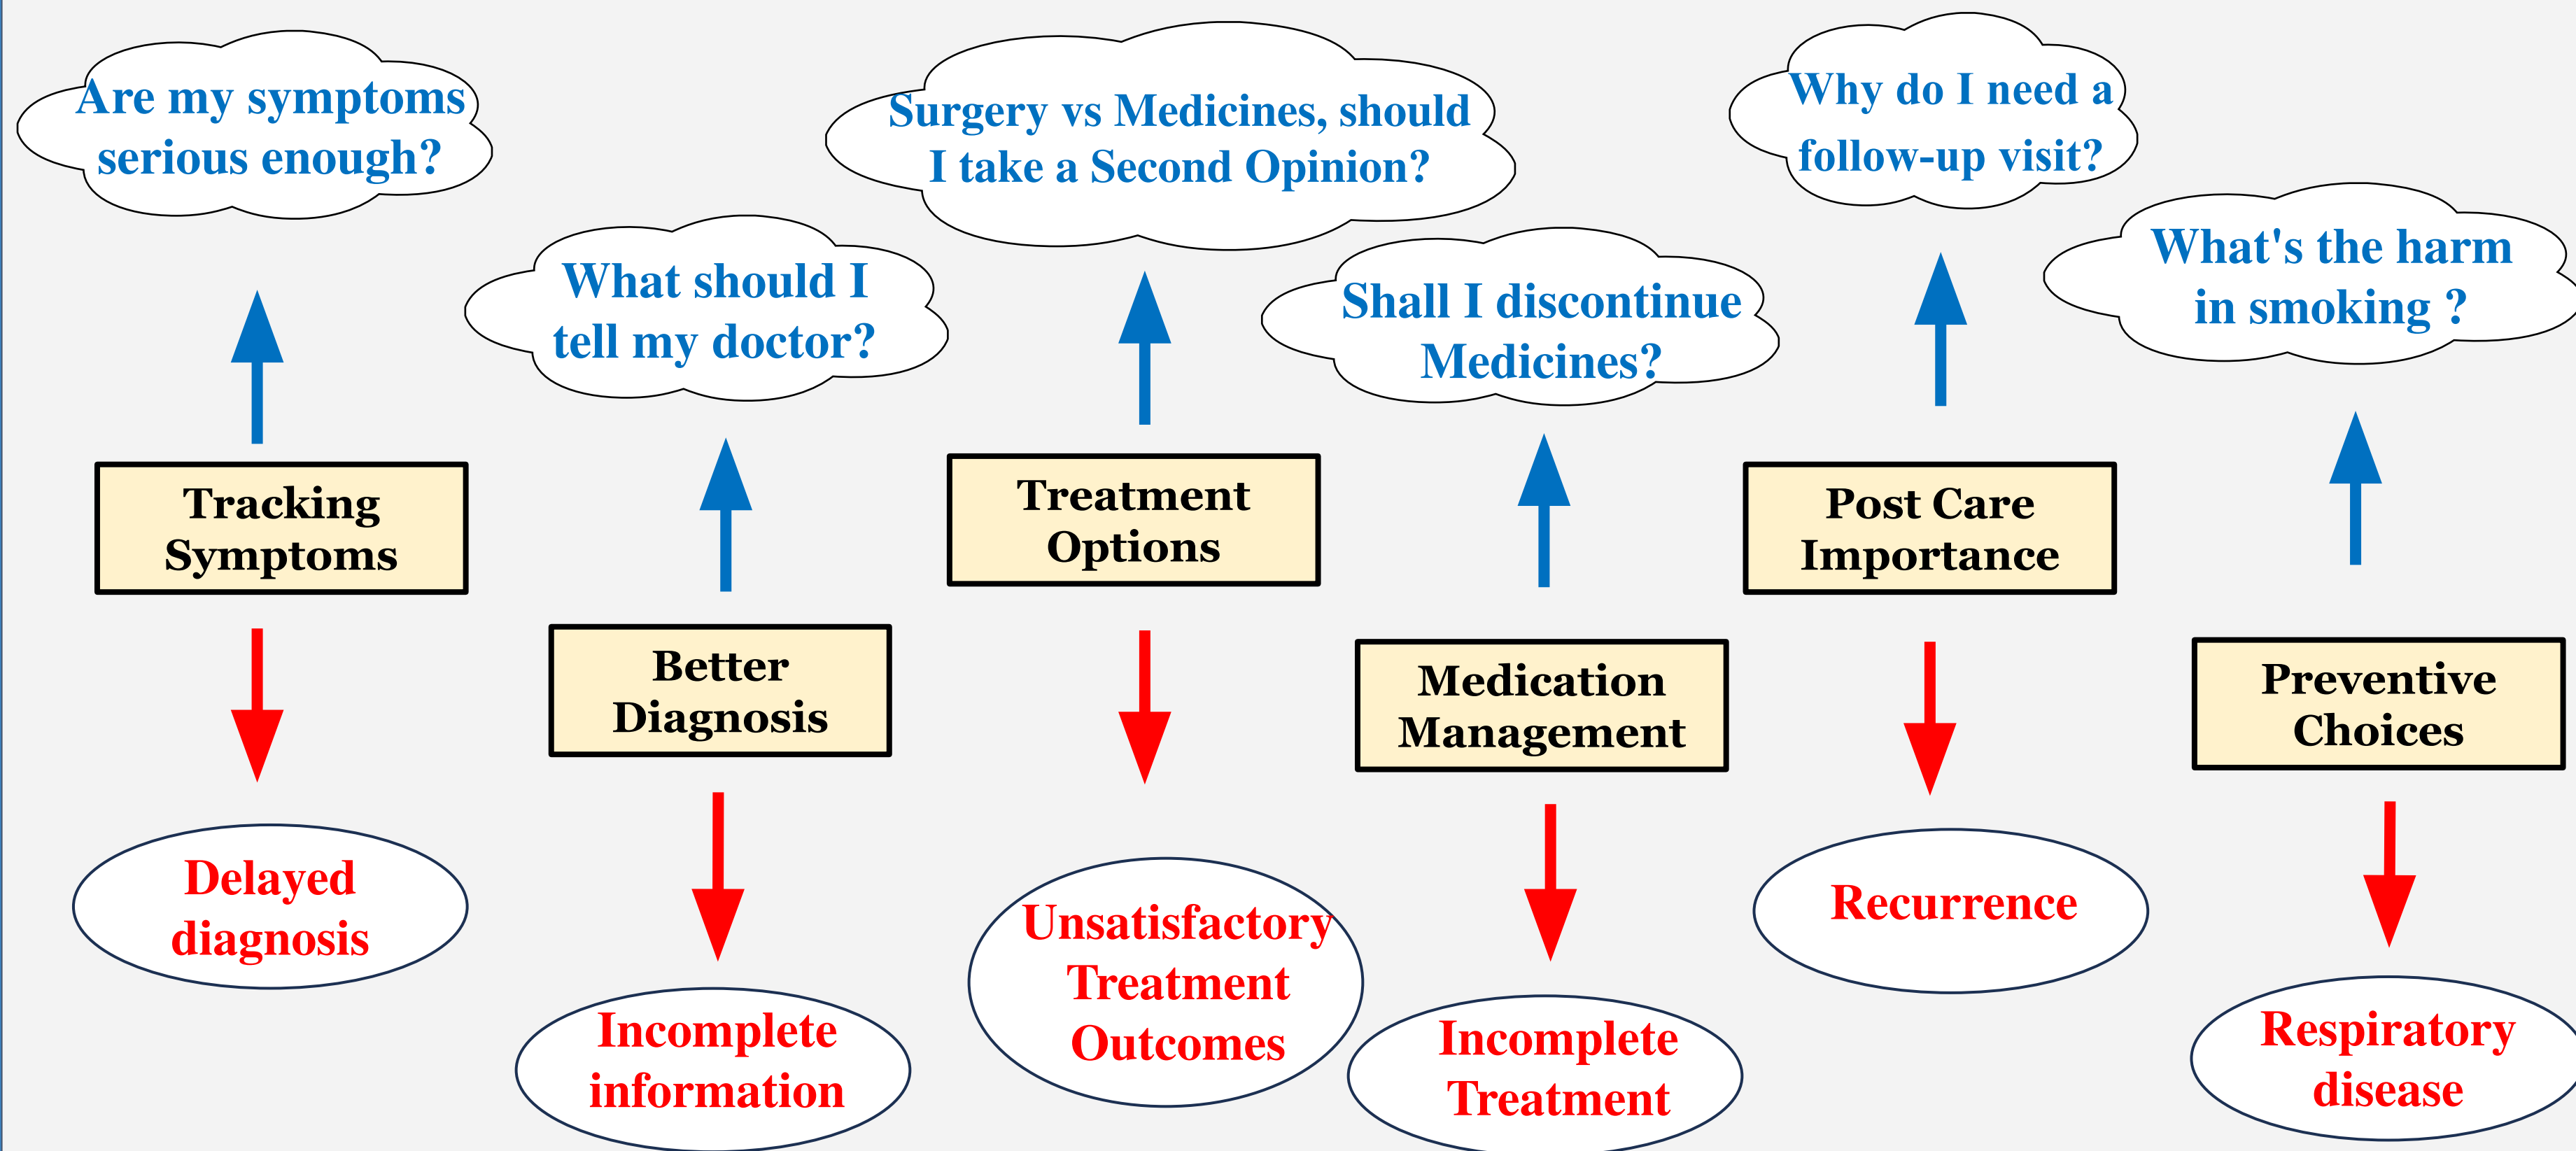 Are my symptoms
serious enough?
Surgery vs Medicines, should
I take a Second Opinion?
Why do I need a
follow-up visit?
What should I
tell my doctor?
Shall I discontinue
Medicines?
What's the harm
in smoking ?
Tracking
Symptoms
Treatment
Options
Post Care
Importance
Better
Diagnosis
Medication
Management
Preventive
Choices
Delayed
diagnosis
Unsatisfactory
Treatment
Outcomes
Recurrence
Incomplete
information
Incomplete
Treatment
Respiratory
disease